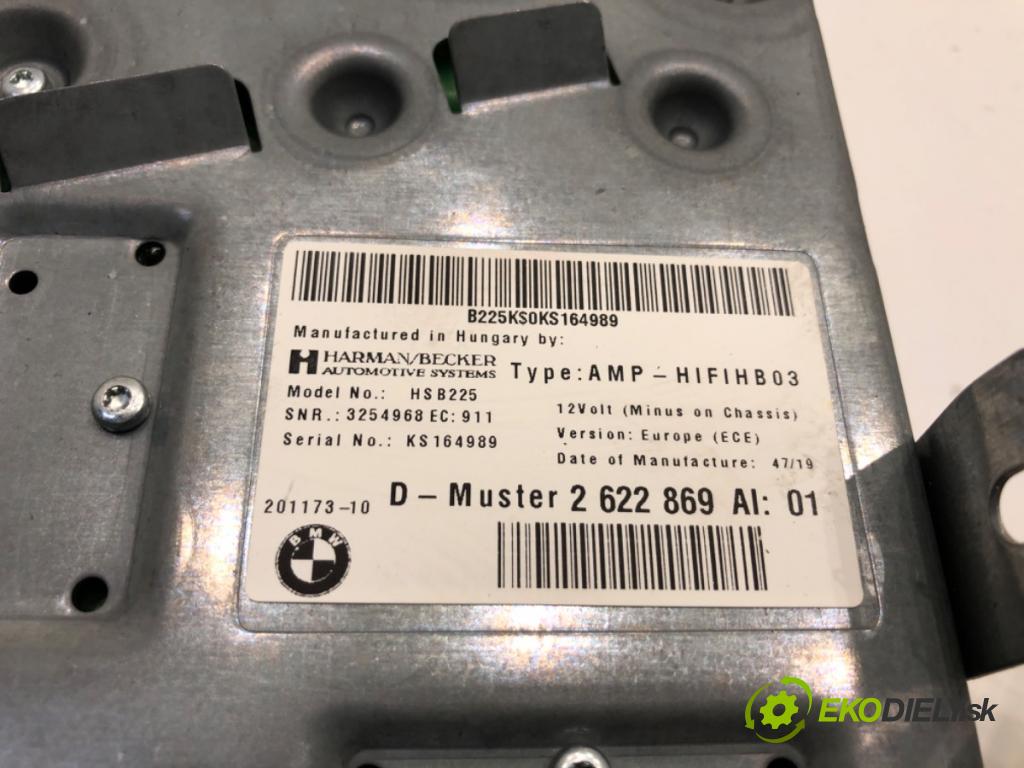 B225KS0KS164989
Manufactured in Hungary by:
HARMAN/BECKER
AUTOMOTIVE SYSTEMS
Type: AMP - HIFIHB03
Model No.: HSB225
SNR.: 3254968 EC: 911
Serial No.: KS164989
12Volt (Minus on Chassis)
Version: Europe (ECE)
Date of Manufacture: 47/19
201173-10
D - Muster 2 622 869 AI: 01
BMW
EKODIELY.sk